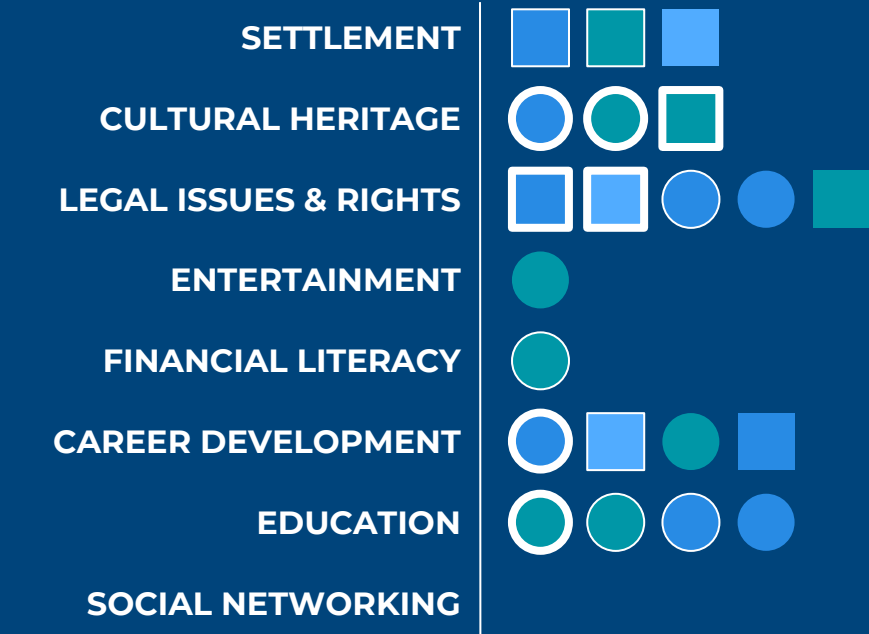 SETTLEMENT
CULTURAL HERITAGE
LEGAL ISSUES & RIGHTS
ENTERTAINMENT
FINANCIAL LITERACY
CAREER DEVELOPMENT
EDUCATION
SOCIAL NETWORKING